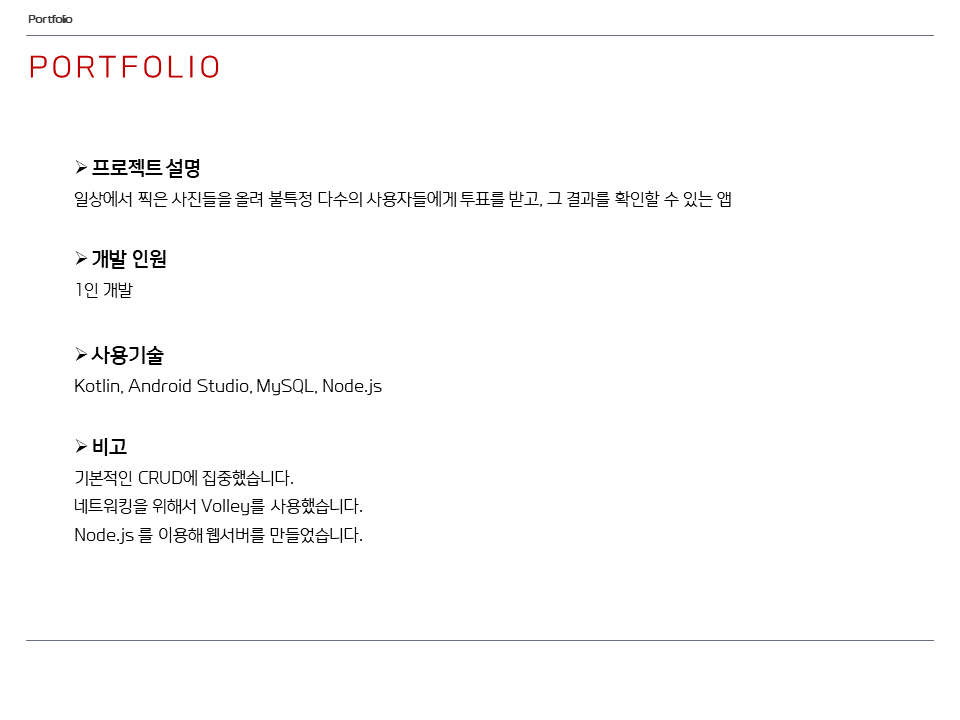 Portfolio
PORTFOLIO
프로젝트 설명
일상에서 찍은 사진들을 올려 불특정 다수의 사용자들에게 투표를 받고, 그 결과를 확인할 수 있는 앱
개발 인원
1인 개발
사용기술
Kotlin, Android Studio, MySQL, Node.js
비고
기본적인 CRUD에 집중했습니다.
네트워킹을 위해서 Volley를 사용했습니다.
Node.js 를 이용해 웹서버를 만들었습니다.